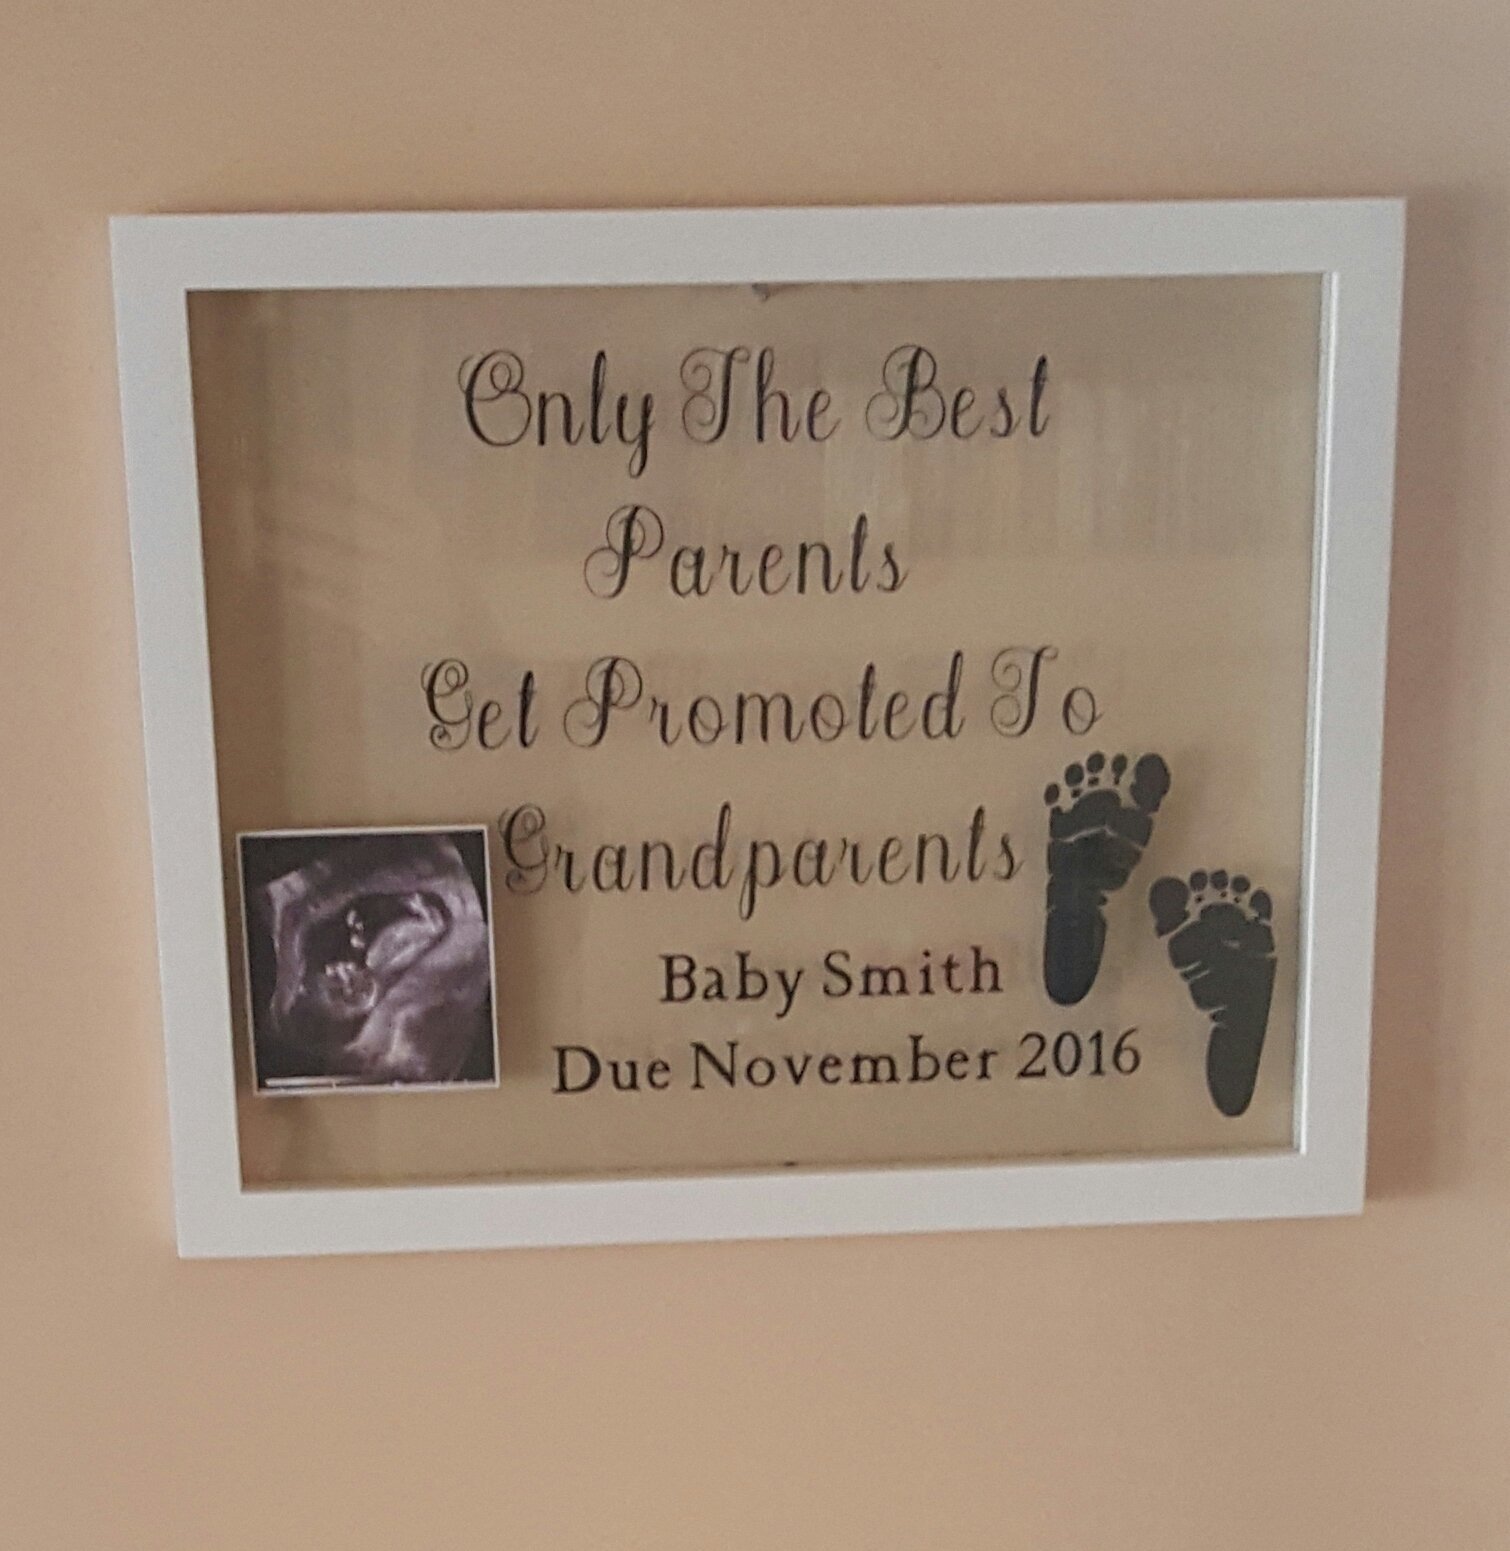 Only The Best
Parents
Get Promoted To
Grandparents
Baby Smith
Due November 2016